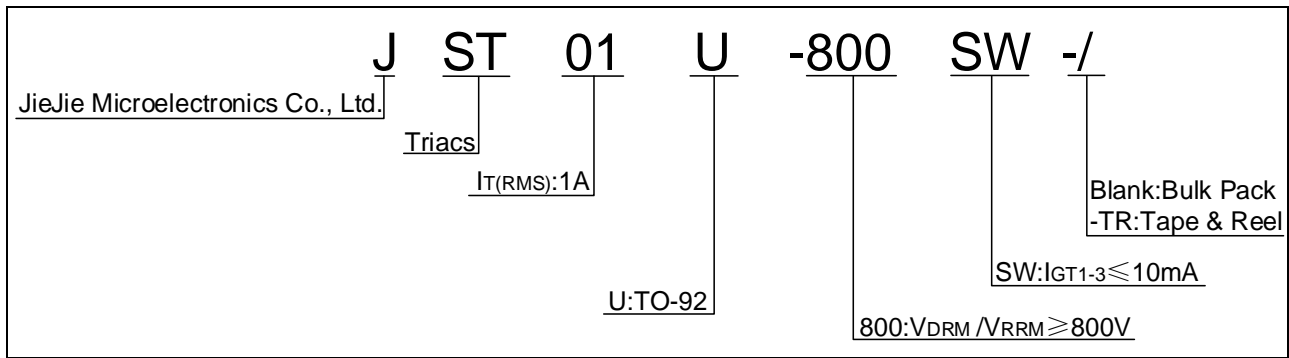 J ST 01 U -800 SW -/
JieJie Microelectronics Co., Ltd.
Triacs
IT(RMS):1A
Blank:Bulk Pack
-TR:Tape & Reel
SW:IGT1-3≤10mA
U:TO-92
800:VDRM /VRRM≥800V